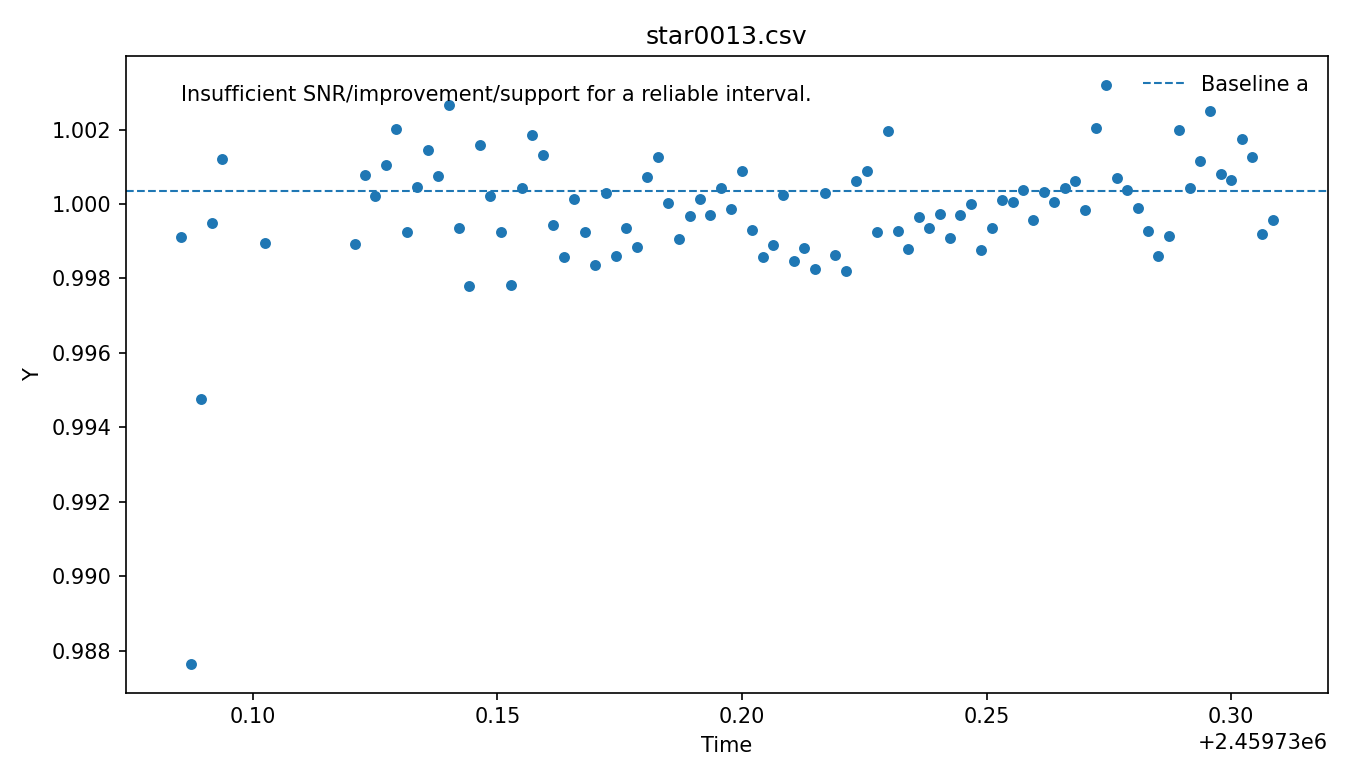 star0013.csv
Insufficient SNR/improvement/support for a reliable interval.
Baseline a
1.002
1.000
0.998
0.996
0.994
0.992
0.990
0.988
Y
0.10 0.15 0.20 0.25 0.30
Time
+2.45973e6